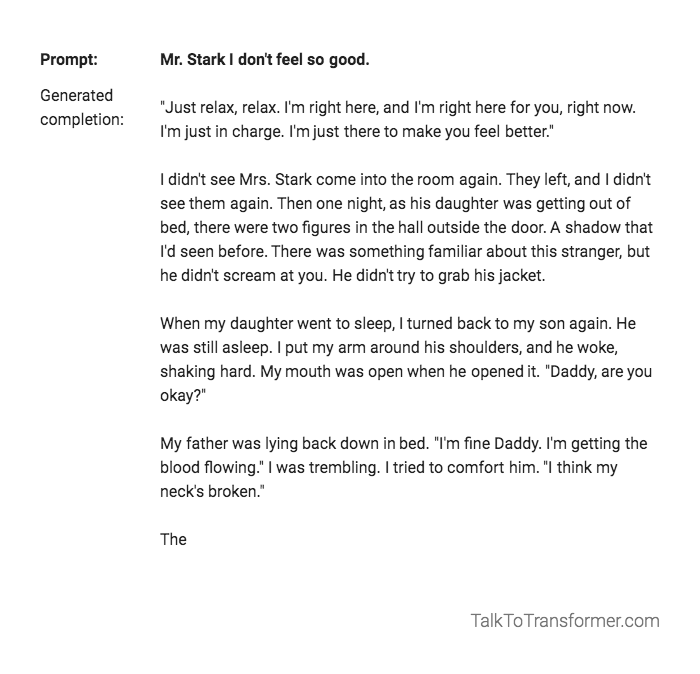 Prompt: Mr. Stark I don't feel so good.
Generated
completion:
"Just relax, relax. I'm right here, and I'm right here for you, right now.
I'm just in charge. I'm just there to make you feel better."
I didn't see Mrs. Stark come into the room again. They left, and I didn't
see them again. Then one night, as his daughter was getting out of
bed, there were two figures in the hall outside the door. A shadow that
I'd seen before. There was something familiar about this stranger, but
he didn't scream at you. He didn't try to grab his jacket.
When my daughter went to sleep, I turned back to my son again. He
was still asleep. I put my arm around his shoulders, and he woke,
shaking hard. My mouth was open when he opened it. "Daddy, are you
okay?"
My father was lying back down in bed. "I'm fine Daddy. I'm getting the
blood flowing." I was trembling. I tried to comfort him. "I think my
neck's broken."
The
TalkToTransformer.com